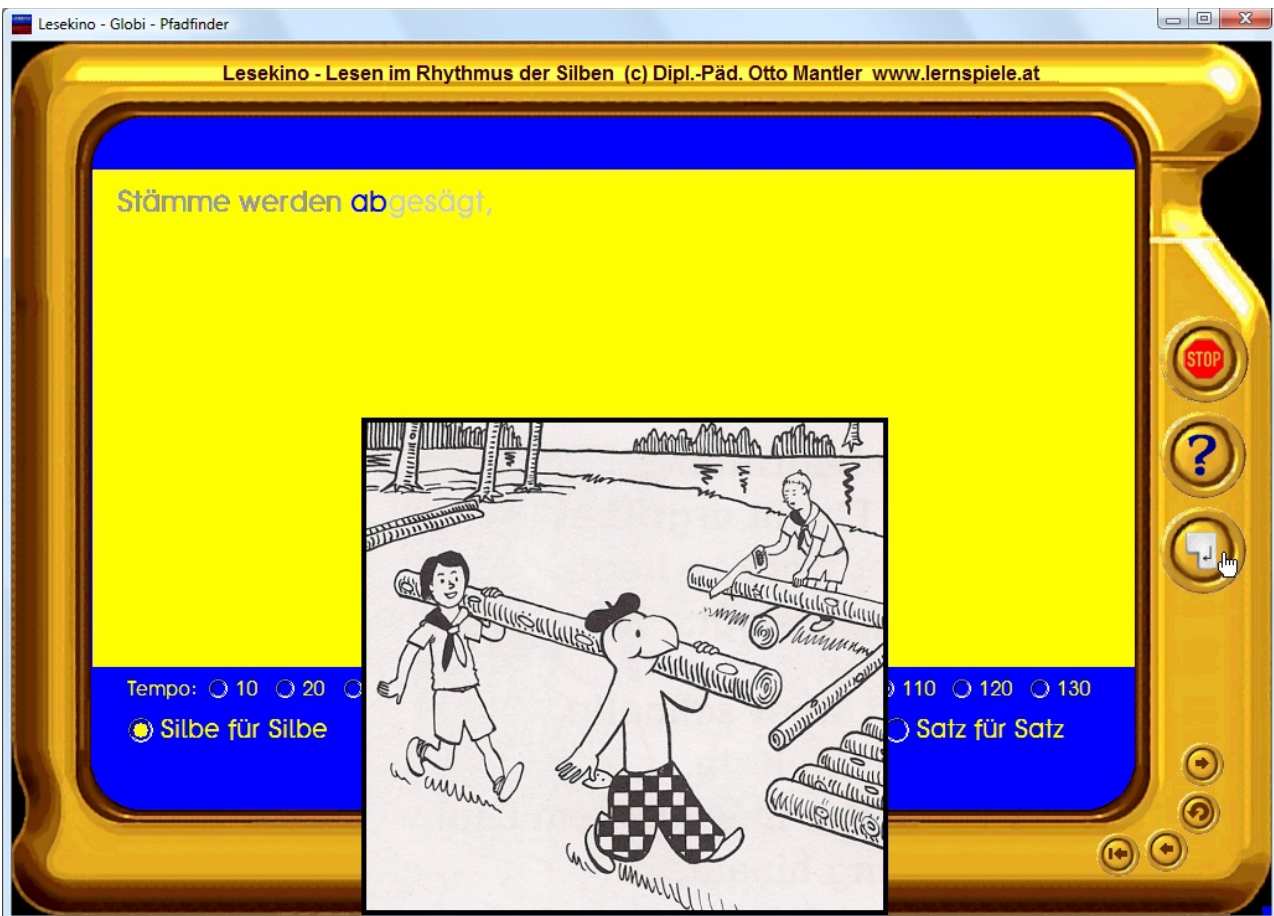 Lesekino - Globi - Pfadfinder
Lesekino - Lesen im Rhythmus der Silben (c) Dipl.-Päd. Otto Mantler www.lernspiele.at
Stämme werden abgesägt,
STOP
?
Tempo: 10 20 110 120 130
Silbe für Silbe Satz für Satz